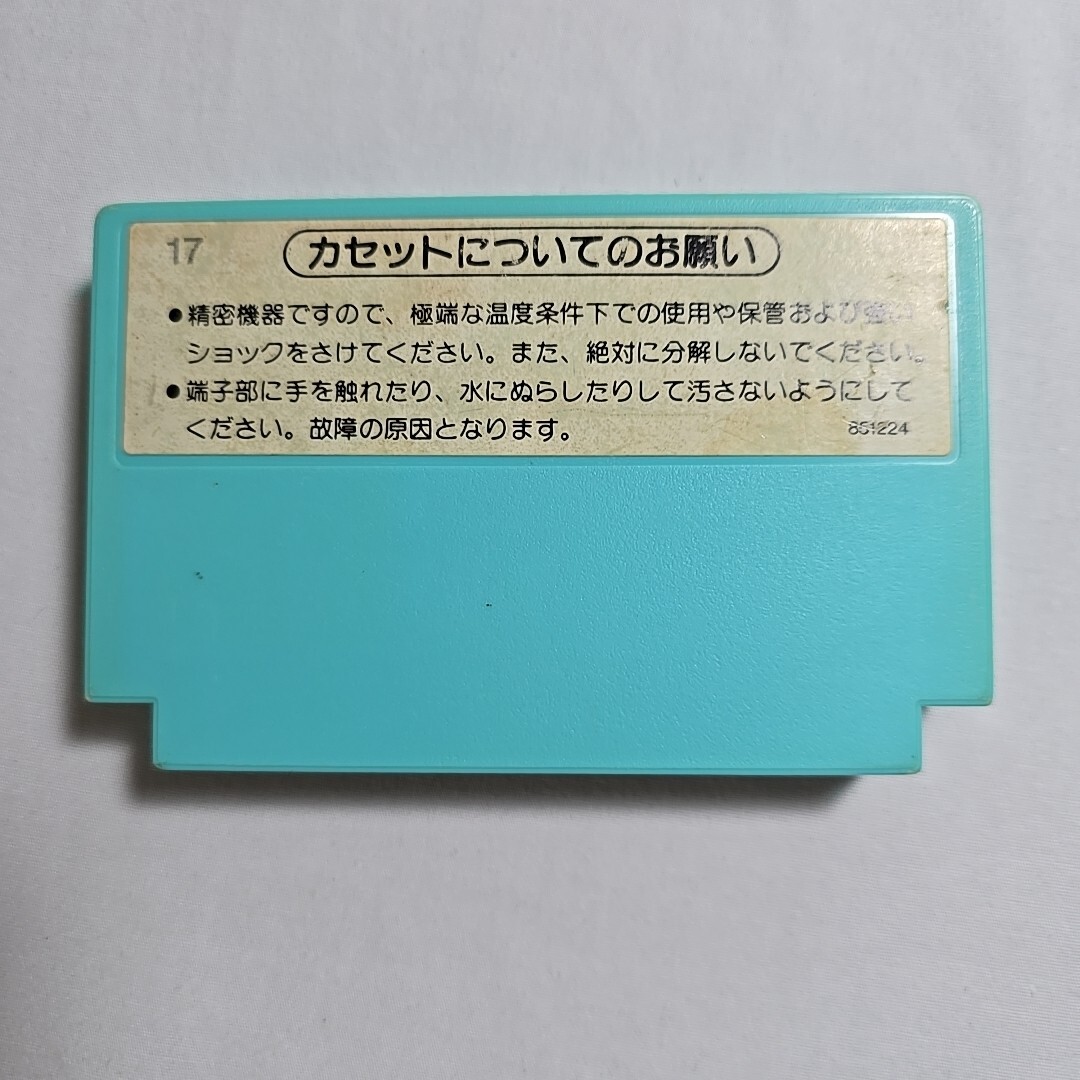 17
カセットについてのお願い
●精密機器ですので、極端な温度条件下での使用や保管および強い
ショックをさけてください。また、絶対に分解しないでください。
●端子部に手を触れたり、水にぬらしたりして汚さないようにして
ください。故障の原因となります。
851224